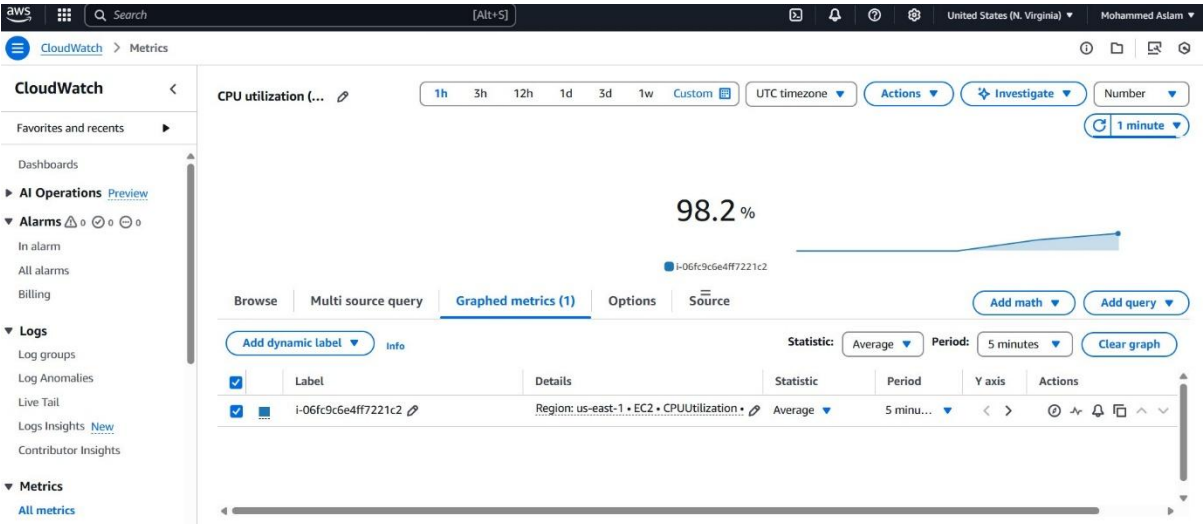 aws Search [Alt+S] United States (N. Virginia) Mohammed Aslam
CloudWatch > Metrics
CloudWatch
Favorites and recents
Dashboards
AI Operations Preview
Alarms 0 0 0
In alarm
All alarms
Billing
Logs
Log groups
Log Anomalies
Live Tail
Logs Insights New
Contributor Insights
Metrics
All metrics
CPU utilization (... 1h 3h 12h 1d 3d 1w Custom UTC timezone Actions Investigate Number
1 minute
98.2 %
i-06fc9c6e4ff7221c2
Browse Multi source query Graphed metrics (1) Options Source Add math Add query
Add dynamic label Info Statistic: Average Period: 5 minutes Clear graph
Label Details Statistic Period Y axis Actions
i-06fc9c6e4ff7221c2 Region: us-east-1 • EC2 • CPUUtilization • Average 5 minu...